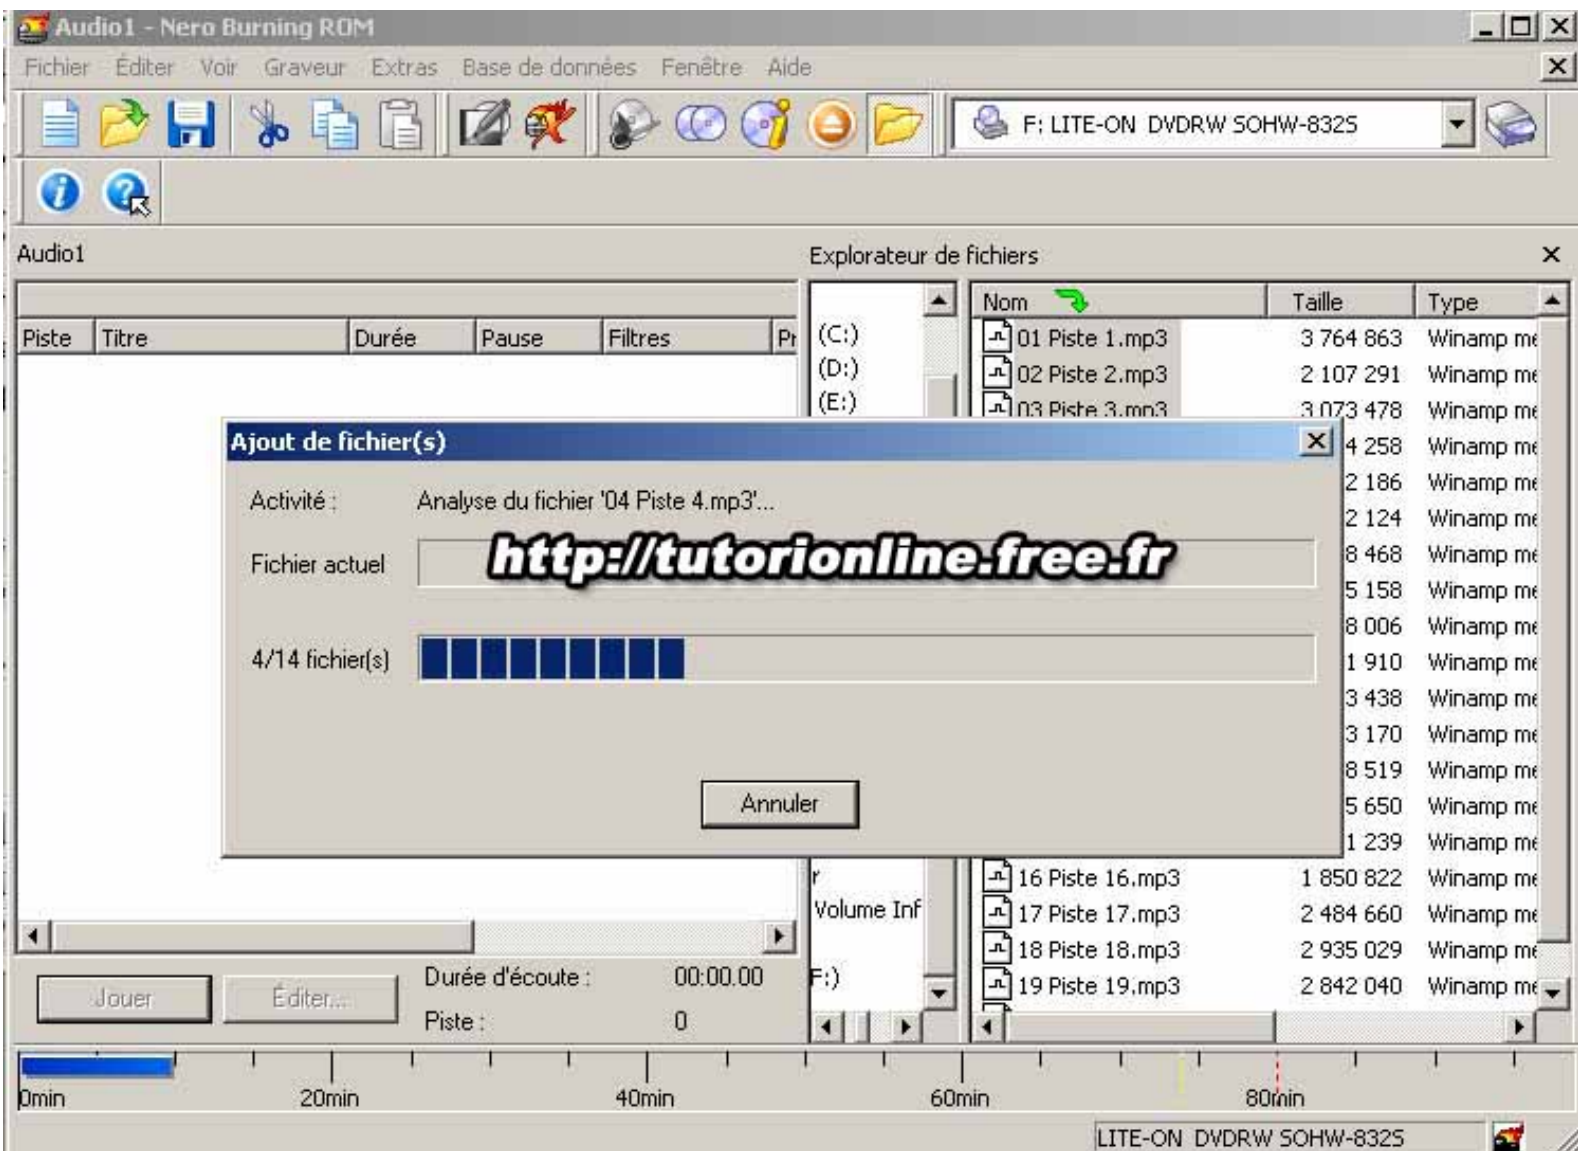 Audio1 - Nero Burning ROM
Fichier Éditer Voir Graveur Extras Base de données Fenêtre Aide
F: LITE-ON DVDRW SOHW-832S
Audio1
Explorateur de fichiers
Piste Titre Durée Pause Filtres
(C:)
(D:)
(E:)
Nom Taille Type
01 Piste 1.mp3 3 764 863 Winamp me
02 Piste 2.mp3 2 107 291 Winamp me
03 Piste 3.mp3 3 073 478 Winamp me
4 258 Winamp me
2 186 Winamp me
2 124 Winamp me
8 468 Winamp me
5 158 Winamp me
8 006 Winamp me
1 910 Winamp me
3 438 Winamp me
3 170 Winamp me
8 519 Winamp me
5 650 Winamp me
1 239 Winamp me
16 Piste 16.mp3 1 850 822 Winamp me
17 Piste 17.mp3 2 484 660 Winamp me
18 Piste 18.mp3 2 935 029 Winamp me
19 Piste 19.mp3 2 842 040 Winamp me
Ajout de fichier(s)
Activité : Analyse du fichier '04 Piste 4.mp3'...
Fichier actuel
http://tutorionline.free.fr
4/14 fichier(s)
Annuler
r
Volume Inf
F:)
Jouer Éditer...
Durée d'écoute : 00:00.00
Piste : 0
0min 20min 40min 60min 80min
LITE-ON DVDRW SOHW-832S